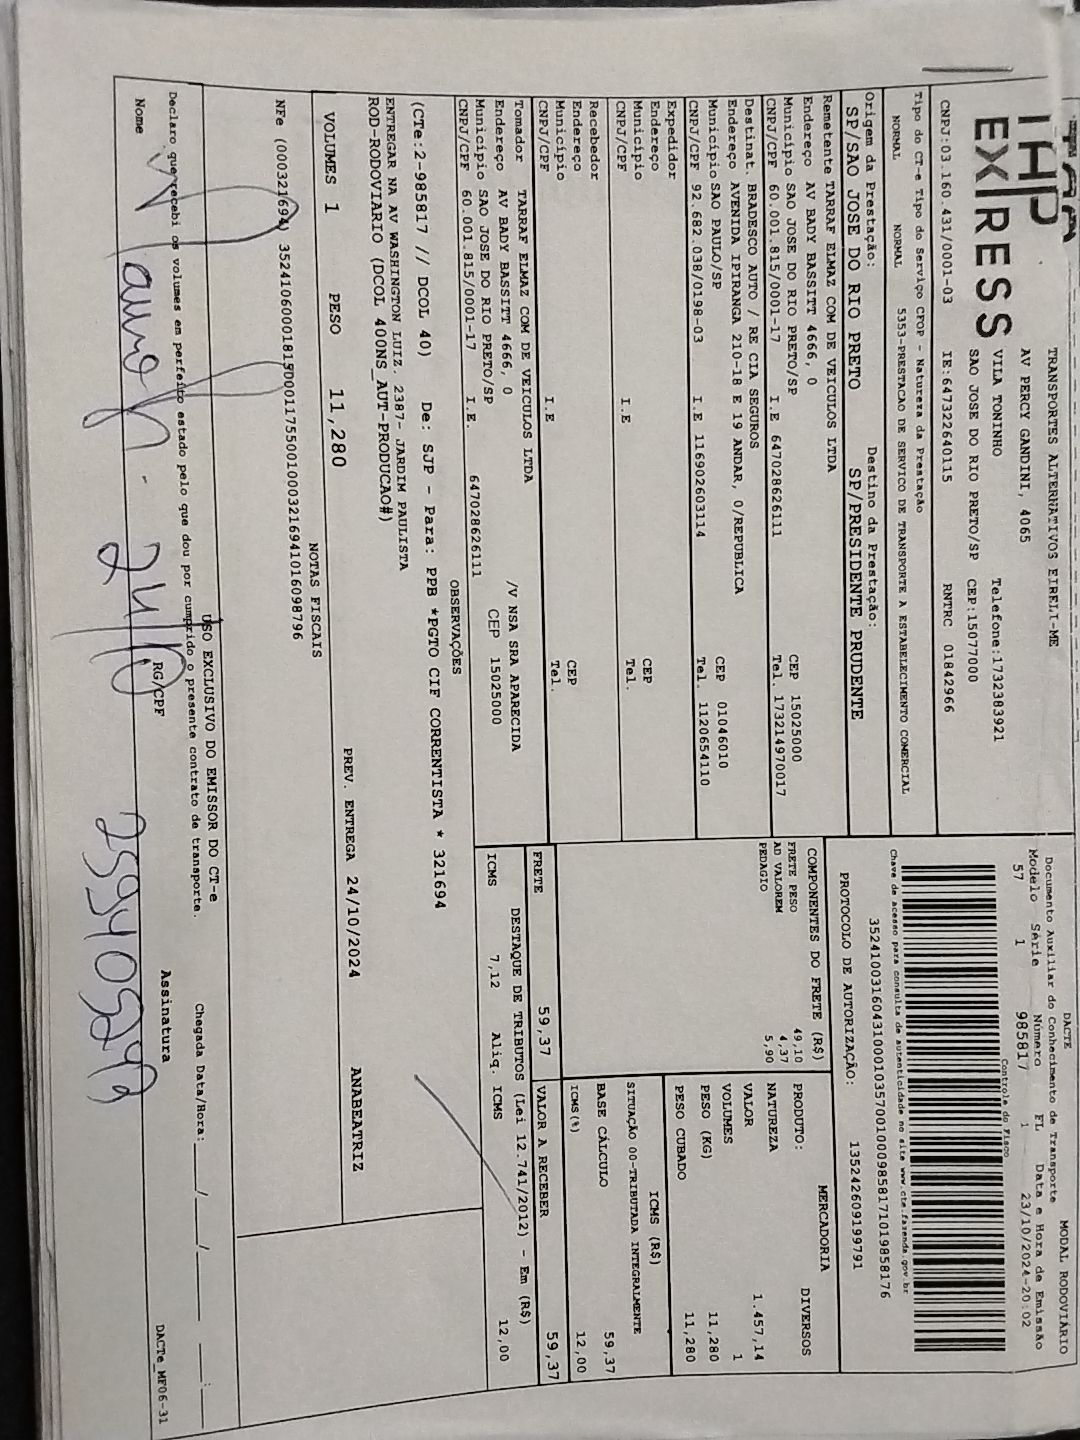 THP
EXPRESS
TRANSPORTES ALTERNATIVOS EIRELI-ME
AV PERCY GANDINI, 4065
VILA TONINHO Telefone:1732383921
SAO JOSE DO RIO PRETO/SP CEP:15077000
CNPJ:03.160.431/0001-03 IE:647322640115 RNTRC 01842966
DACTE MODAL RODOVIÁRIO
Documento Auxiliar do Conhecimento de Transporte
Modelo Série Número FL Data e Hora de Emissão
57 1 985817 1 23/10/2024-20:02
Controle do Fisco
Chave de acesso para consulta de autenticidade no site www.cte.fazenda.gov.br
35241003160431000103570010009858171019858176
PROTOCOLO DE AUTORIZAÇÃO: 135242609199791
Tipo do CT-e Tipo do Serviço CFOP - Natureza da Prestação
NORMAL NORMAL 5353-PRESTACAO DE SERVICO DE TRANSPORTE A ESTABELECIMENTO COMERCIAL
Origem da Prestação: Destino da Prestação:
SP/SAO JOSE DO RIO PRETO SP/PRESIDENTE PRUDENTE
Remetente TARRAF ELMAZ COM DE VEICULOS LTDA
Endereço AV BADY BASSITT 4666, 0
Município SAO JOSE DO RIO PRETO/SP CEP 15025000
CNPJ/CPF 60.001.815/0001-17 I.E 647028626111 Tel. 173214970017
Destinat. BRADESCO AUTO / RE CIA SEGUROS
Endereço AVENIDA IPIRANGA 210-18 E 19 ANDAR, 0/REPUBLICA
Município SAO PAULO/SP CEP 01046010
CNPJ/CPF 92.682.038/0198-03 I.E 116902603114 Tel. 1120654110
Expedidor
Endereço
Município CEP
CNPJ/CPF I.E Tel.
Recebedor
Endereço
Município CEP
CNPJ/CPF I.E Tel.
Tomador TARRAF ELMAZ COM DE VEICULOS LTDA
Endereço AV BADY BASSITT 4666, 0 /V NSA SRA APARECIDA
Município SAO JOSE DO RIO PRETO/SP CEP 15025000
CNPJ/CPF 60.001.815/0001-17 I.E. 647028626111
COMPONENTES DO FRETE (R$)
FRETE PESO 49,10
AD VALOREM 4,37
PEDAGIO 5,90
MERCADORIA
PRODUTO: DIVERSOS
NATUREZA
VALOR 1.457,14
VOLUMES 1
PESO (KG) 11,280
PESO CUBADO 11,280
ICMS (R$)
SITUAÇÃO 00-TRIBUTADA INTEGRALMENTE
BASE CÁLCULO 59,37
ICMS(%) 12,00
FRETE 59,37 VALOR A RECEBER 59,37
DESTAQUE DE TRIBUTOS (Lei 12.741/2012) - Em (R$)
ICMS 7,12 Aliq. ICMS 12,00
OBSERVAÇÕES
(CTe:2-985817 // DCOL 40) De: SJP - Para: PPB *PGTO CIF CORRENTISTA * 321694
ENTREGAR NA AV WASHINGTON LUIZ. 2387- JARDIM PAULISTA
ROD-RODOVIARIO (DCOL 400NS_AUT-PRODUCAO#)
VOLUMES 1 PESO 11,280 PREV. ENTREGA 24/10/2024 ANABEATRIZ
NOTAS FISCAIS
NFe (000321694) 35241060001815000117550010003216941016098796
USO EXCLUSIVO DO EMISSOR DO CT-e
Declaro que recebi os volumes em perfeito estado pelo que dou por cumprido o presente contrato de transporte. Chegada Data/Hora:____/____/____ ____:____
Nome RG/CPF Assinatura DACTe_MF06-31
24/10